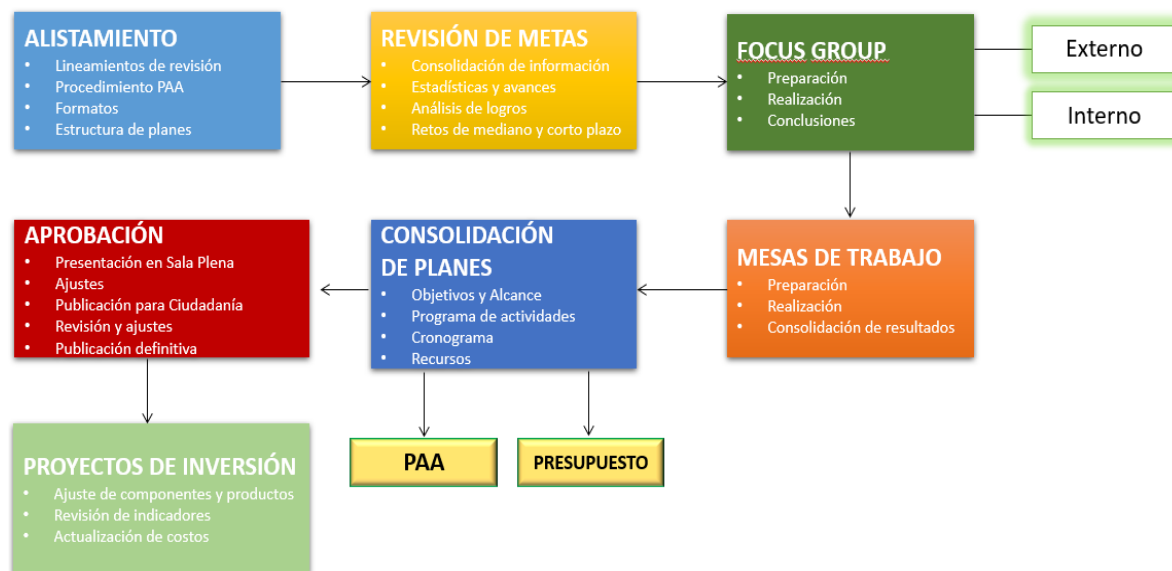 ALISTAMIENTO
• Lineamientos de revisión
• Procedimiento PAA
• Formatos
• Estructura de planes
REVISIÓN DE METAS
• Consolidación de información
• Estadísticas y avances
• Análisis de logros
• Retos de mediano y corto plazo
FOCUS GROUP
• Preparación
• Realización
• Conclusiones
Externo
Interno
APROBACIÓN
• Presentación en Sala Plena
• Ajustes
• Publicación para Ciudadanía
• Revisión y ajustes
• Publicación definitiva
CONSOLIDACIÓN
DE PLANES
• Objetivos y Alcance
• Programa de actividades
• Cronograma
• Recursos
MESAS DE TRABAJO
• Preparación
• Realización
• Consolidación de resultados
PROYECTOS DE INVERSIÓN
• Ajuste de componentes y productos
• Revisión de indicadores
• Actualización de costos
PAA
PRESUPUESTO